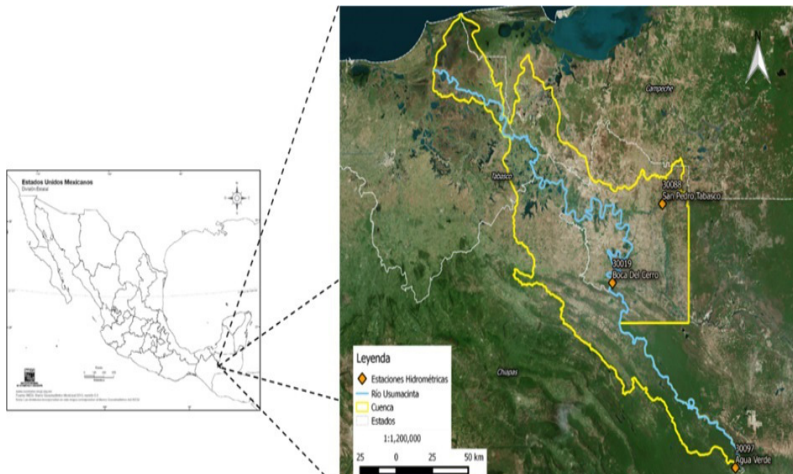 Estados Unidos Mexicanos
División Estatal
N
Campeche
30088
San Pedro Tabasco
Tabasco
30019
Boca Del Cerro
Chiapas
30097
Agua Verde
Leyenda
Estaciones Hidrométricas
Río Usumacinta
Cuenca
Estados
1:1,200,000
25 0 25 50 km